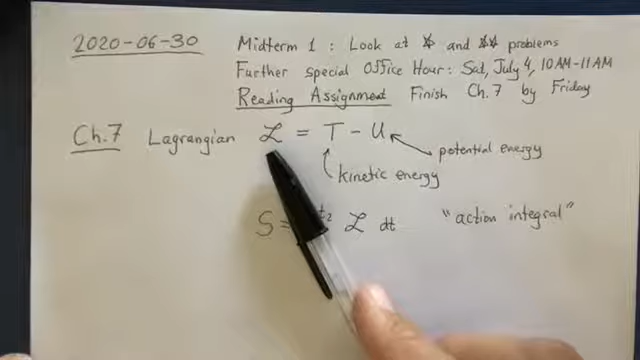 2020-06-30
Midterm 1 : Look at * and ** problems
Further special Office Hour: Sat, July 4, 10AM-11AM
Reading Assignment Finish Ch. 7 by Friday
Ch.7 Lagrangian ℒ = T - U
potential energy
kinetic energy
S = t₂ ℒ dt "action integral"